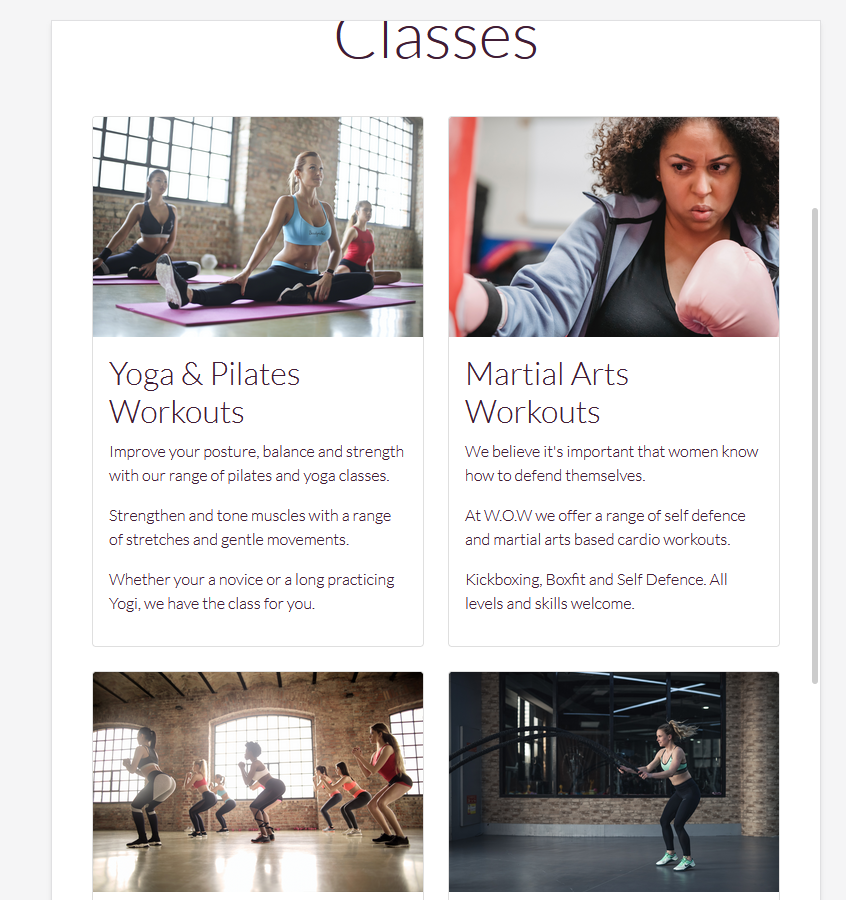 Classes
Yoga & Pilates
Workouts
Improve your posture, balance and strength
with our range of pilates and yoga classes.
Strengthen and tone muscles with a range
of stretches and gentle movements.
Whether your a novice or a long practicing
Yogi, we have the class for you.
Martial Arts
Workouts
We believe it's important that women know
how to defend themselves.
At W.O.W we offer a range of self defence
and martial arts based cardio workouts.
Kickboxing, Boxfit and Self Defence. All
levels and skills welcome.